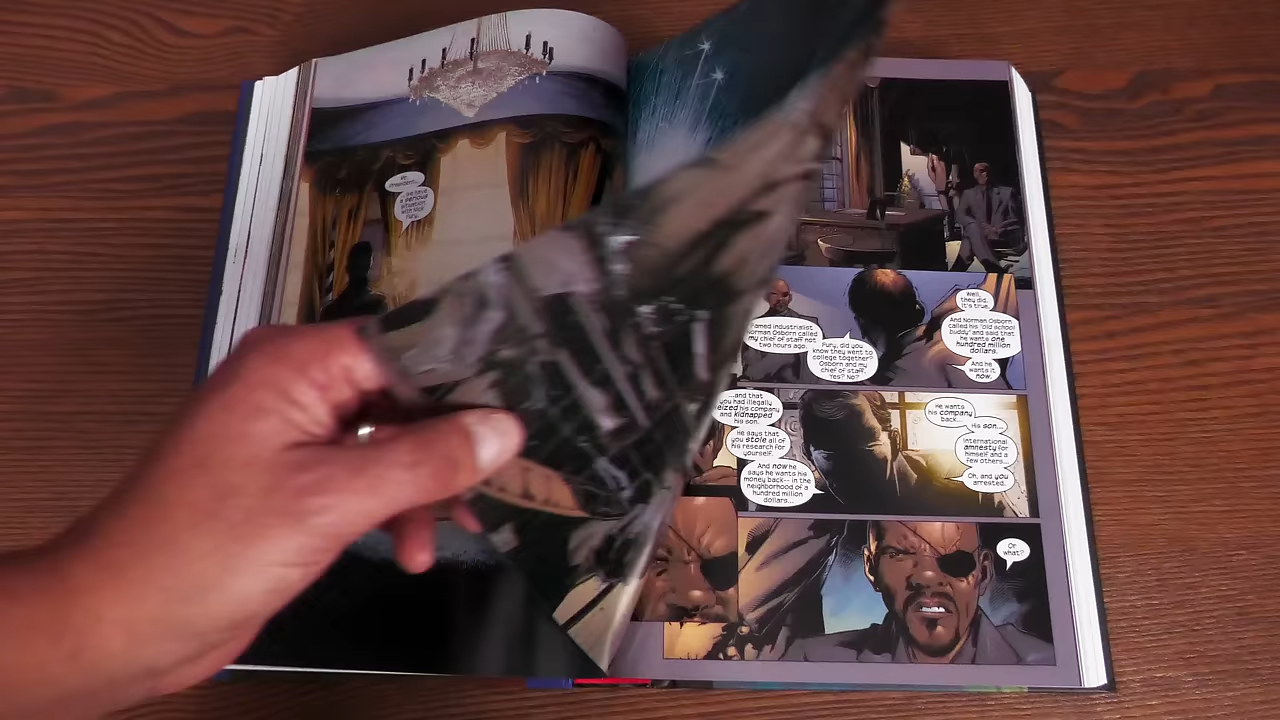 Mr.
President...
...we have
a serious
situation
with Nick
Fury.
Well,
they did.
It's true.
Famed industrialist
Norman Osborn called
my chief of staff not
two hours ago.
Fury, did you
know they went to
college together?
Osborn and my
chief of staff.
Yes? No?
And Norman Osborn
called his "old school
buddy" and said that
he wants one
hundred million
dollars.
And he
wants it
now.
...and that
you had illegally
seized his company
and kidnapped
his son.
He says that
you stole all of
his research for
yourself.
And now he
says he wants his
money back-- in the
neighborhood of a
hundred million
dollars...
He wants
his company
back...
His son...
International
amnesty for
himself and a
few others...
Oh, and you
arrested.
Or
what?